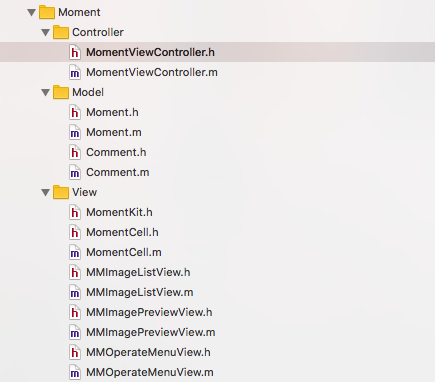 Moment
Controller
h MomentViewController.h
m MomentViewController.m
Model
h Moment.h
m Moment.m
h Comment.h
m Comment.m
View
h MomentKit.h
h MomentCell.h
m MomentCell.m
h MMImageListView.h
m MMImageListView.m
h MMImagePreviewView.h
m MMImagePreviewView.m
h MMOperateMenuView.h
m MMOperateMenuView.m